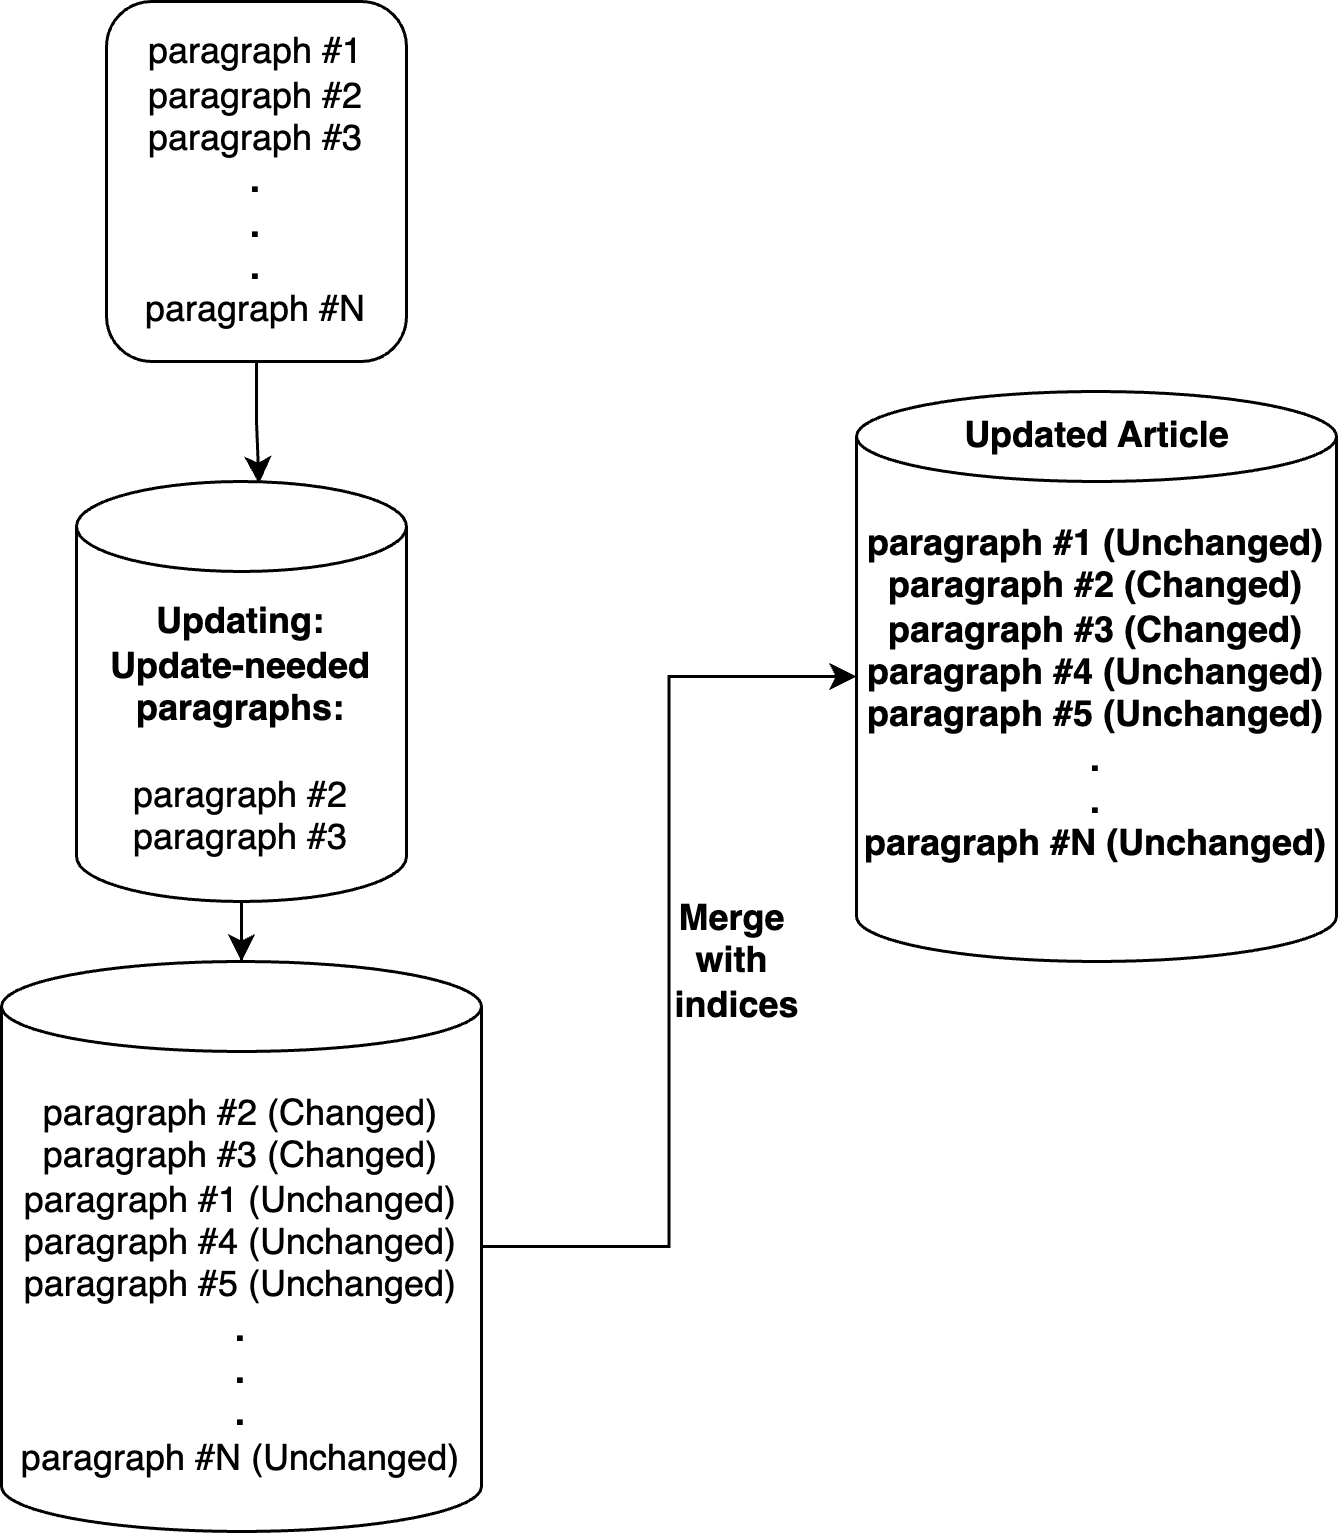 paragraph #1
paragraph #2
paragraph #3
.
.
.
paragraph #N
Updating:
Update-needed
paragraphs:
paragraph #2
paragraph #3
paragraph #2 (Changed)
paragraph #3 (Changed)
paragraph #1 (Unchanged)
paragraph #4 (Unchanged)
paragraph #5 (Unchanged)
.
.
.
paragraph #N (Unchanged)
Merge
with
indices
Updated Article
paragraph #1 (Unchanged)
paragraph #2 (Changed)
paragraph #3 (Changed)
paragraph #4 (Unchanged)
paragraph #5 (Unchanged)
.
.
paragraph #N (Unchanged)